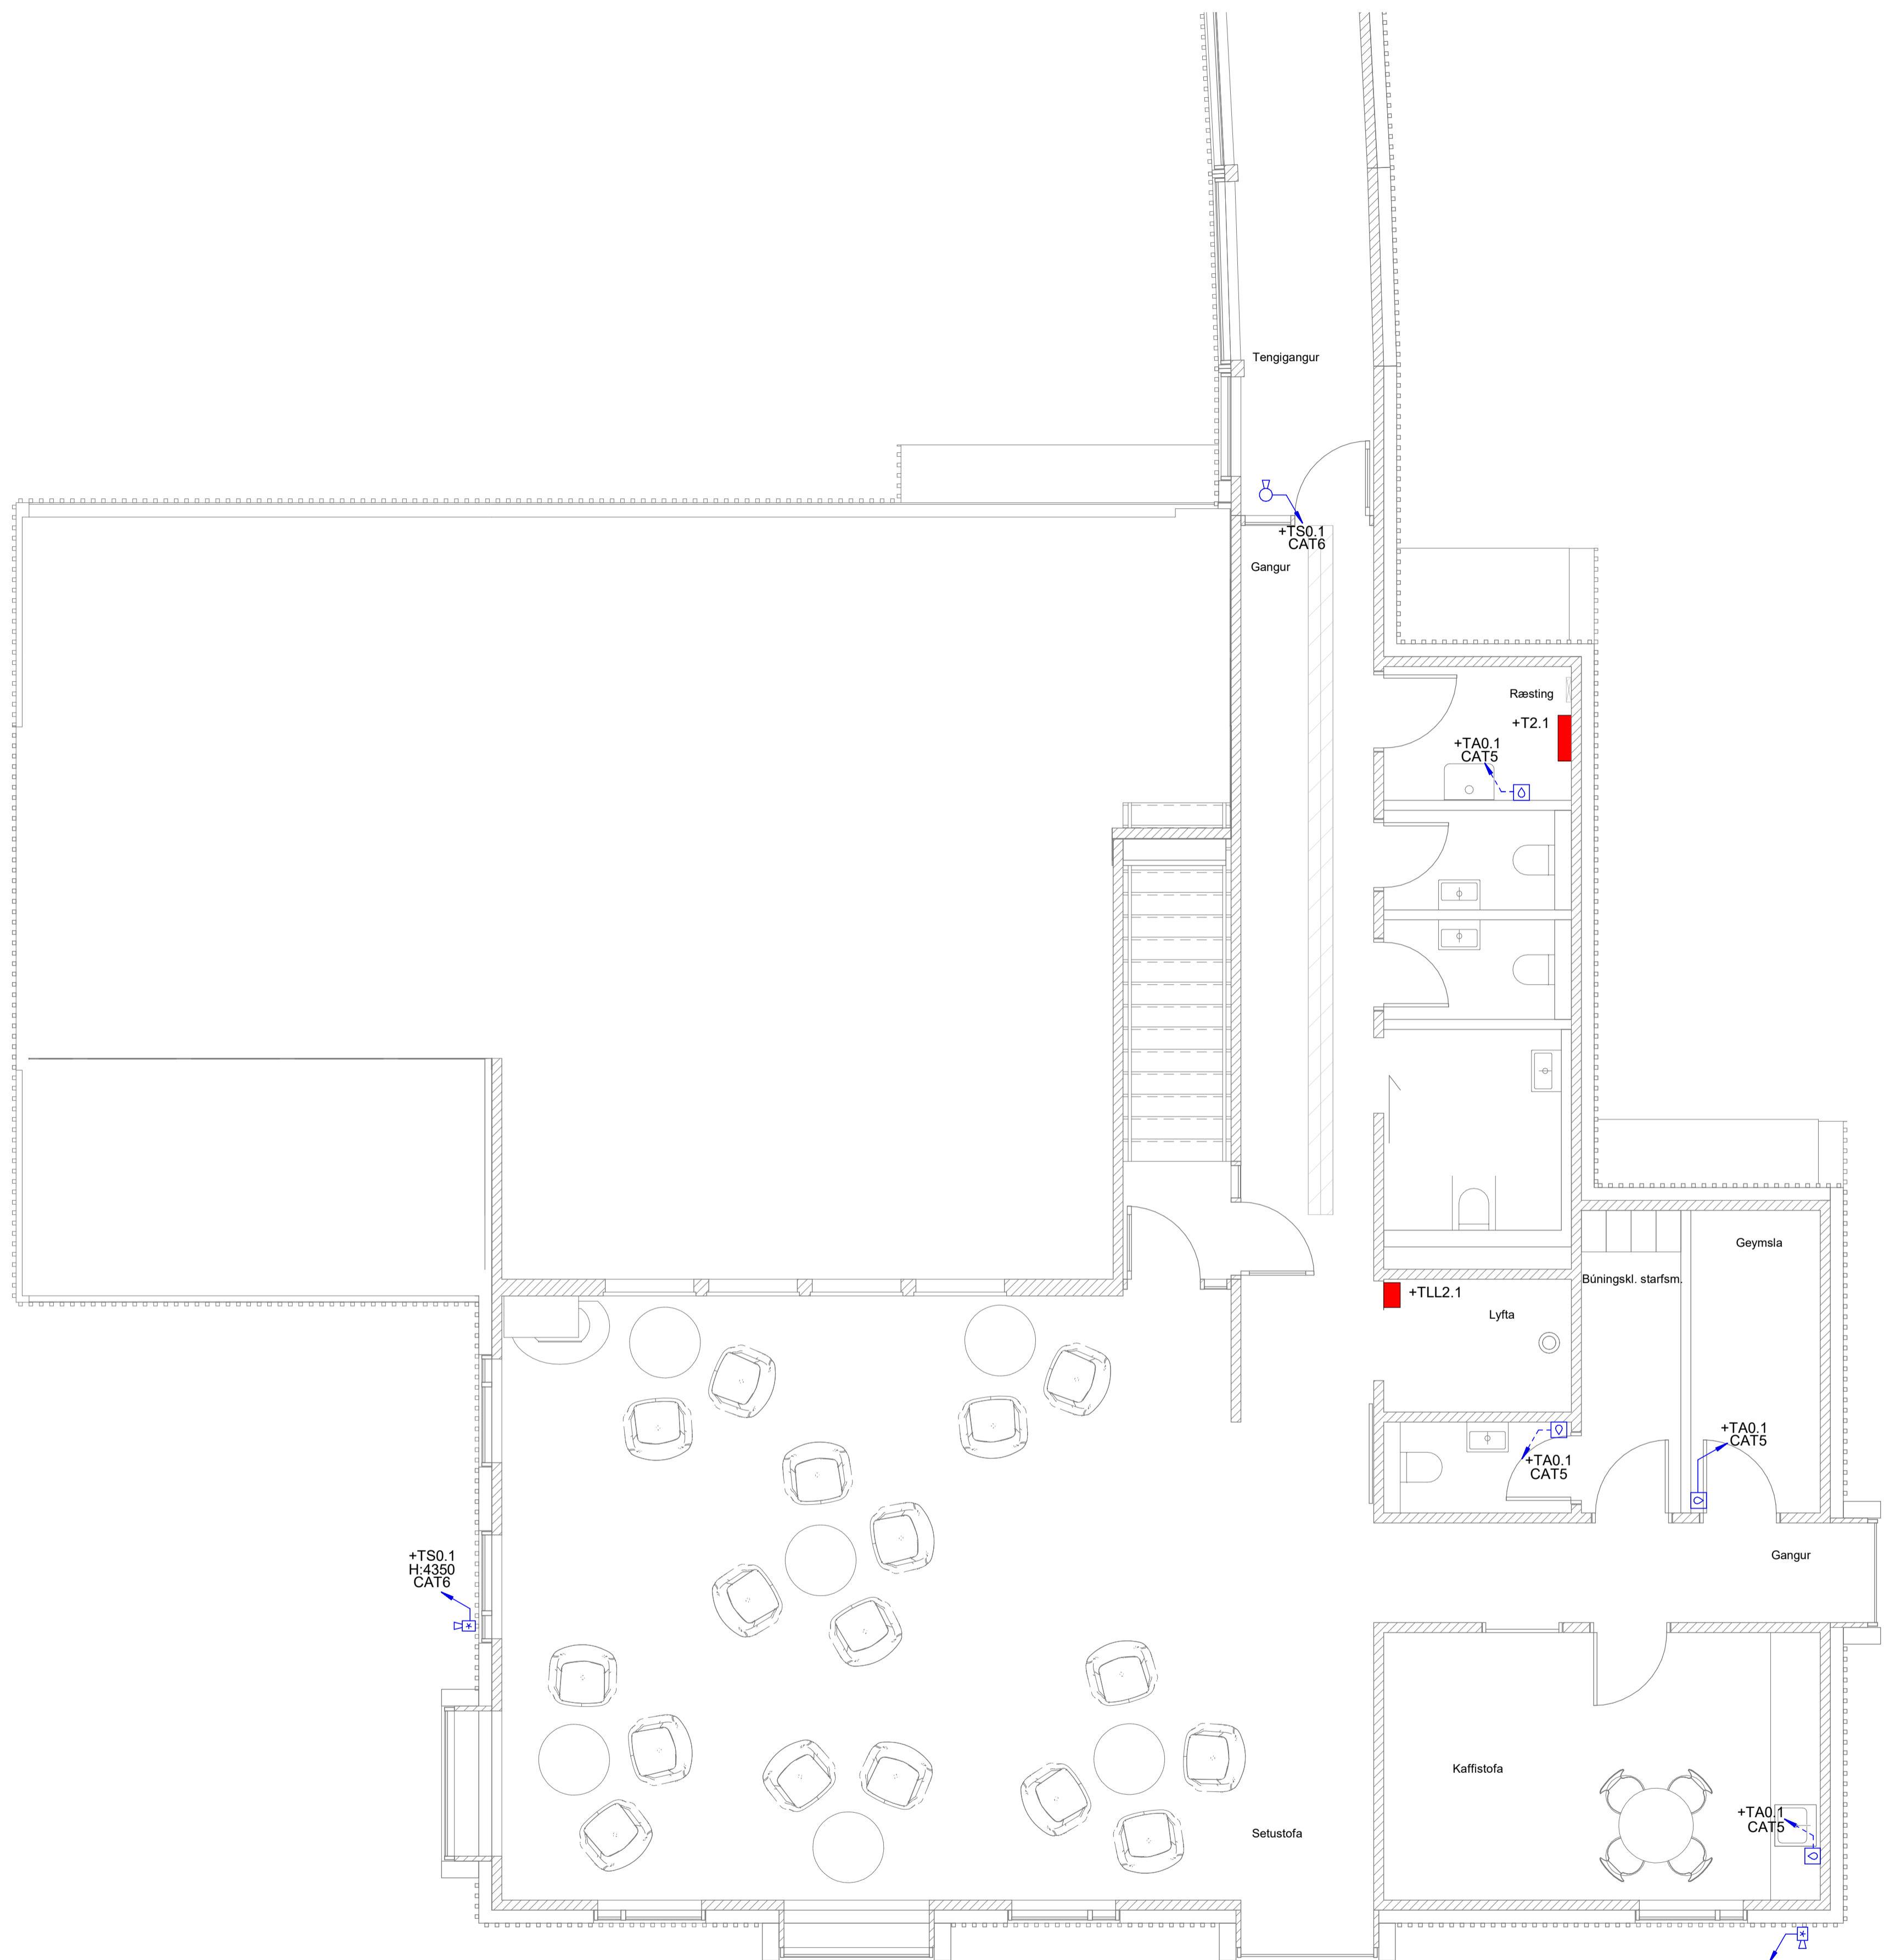 Tengigangur
+TS0.1
CAT6
Gangur
Ræsting
+T2.1
+TA0.1
CAT5
Geymsla
Búningskl. starfsm.
+TLL2.1
Lyfta
+TA0.1
CAT5
+TA0.1
CAT5
+TS0.1
H:4350
CAT6
Gangur
Kaffistofa
+TA0.1
CAT5
Setustofa